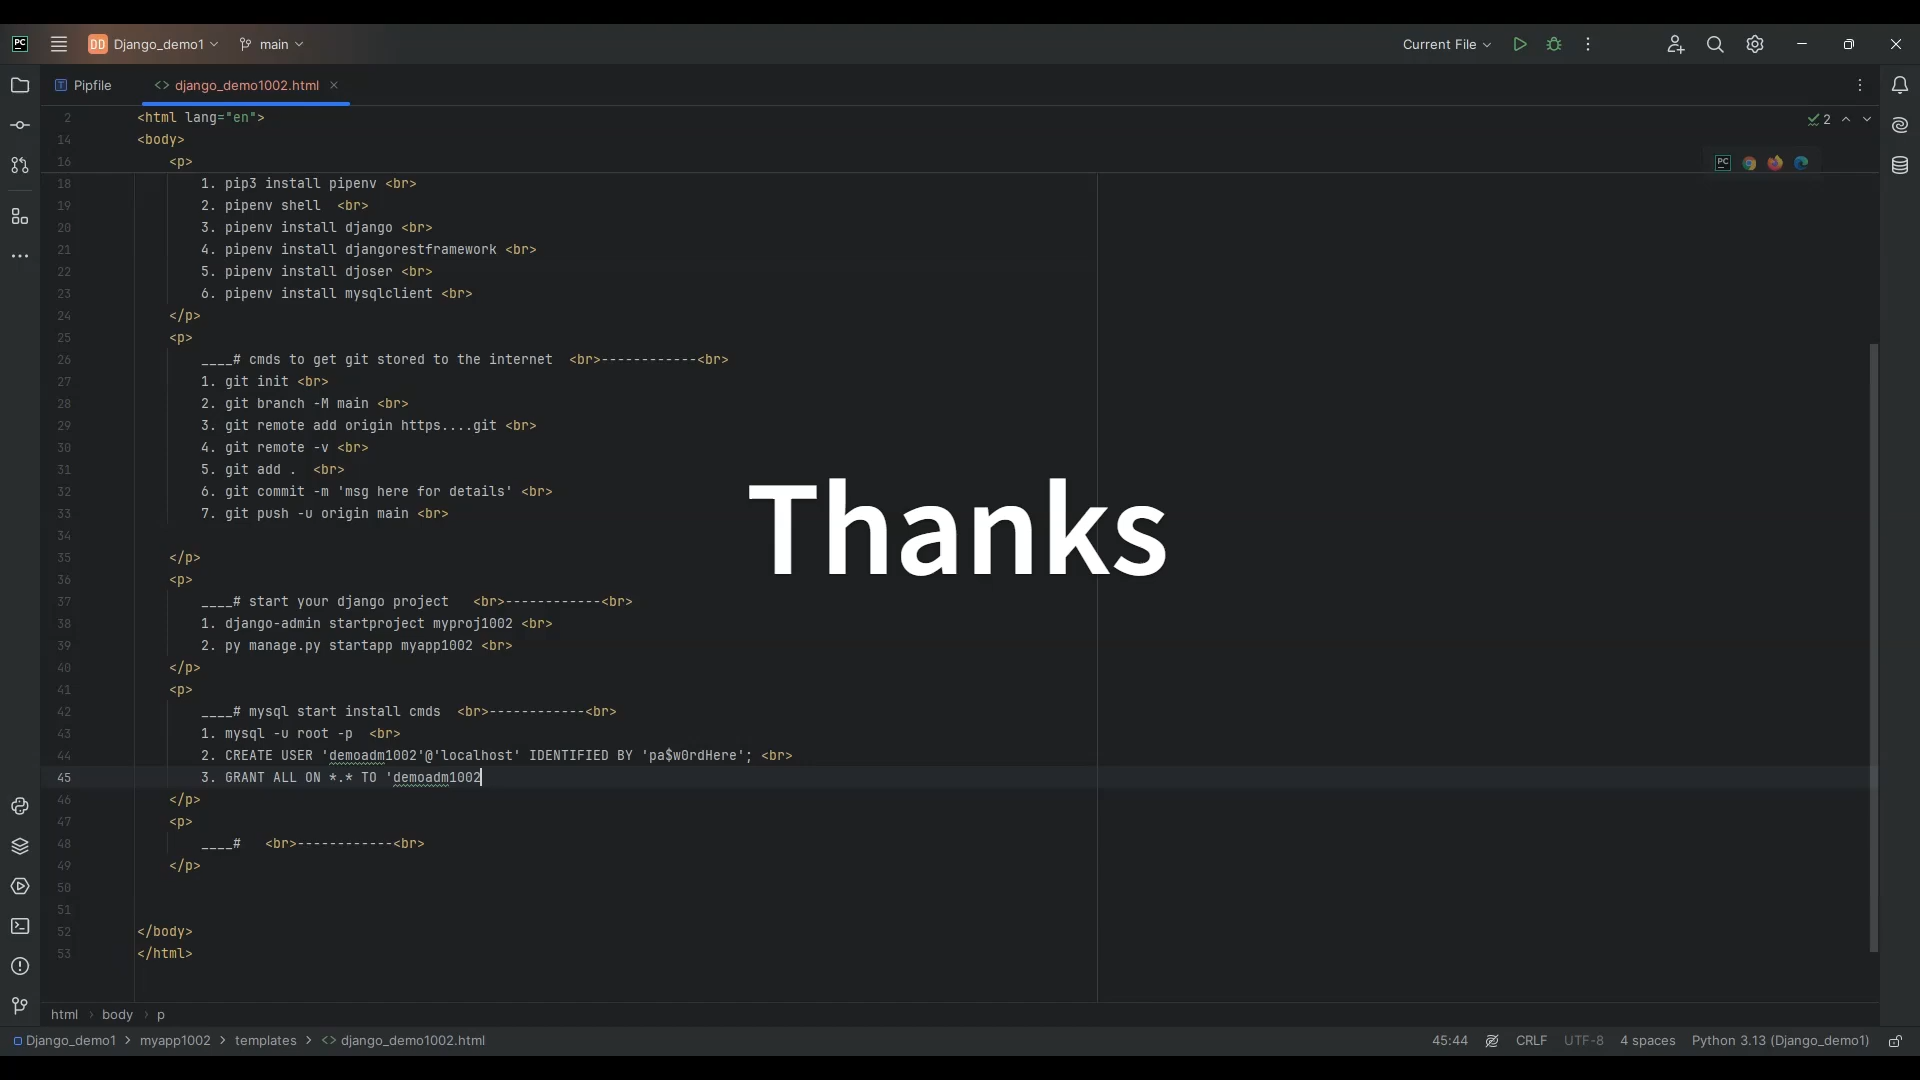 PC DD Django_demo1 main Current File
Pipfile django_demo1002.html
2 <html lang="en"> 2
14 <body>
16 <p>
PC
18 1. pip3 install pipenv <br>
19 2. pipenv shell  <br>
20 3. pipenv install django <br>
21 4. pipenv install djangorestframework <br>
22 5. pipenv install djoser <br>
23 6. pipenv install mysqlclient <br>
24 </p>
25 <p>
26 ____# cmds to get git stored to the internet  <br>------------<br>
27 1. git init <br>
28 2. git branch -M main <br>
29 3. git remote add origin https....git <br>
30 4. git remote -v <br>
31 5. git add .  <br>
32 6. git commit -m 'msg here for details' <br>
33 7. git push -u origin main <br>
34
Thanks
35 </p>
36 <p>
37 ____# start your django project   <br>------------<br>
38 1. django-admin startproject myproj1002 <br>
39 2. py manage.py startapp myapp1002 <br>
40 </p>
41 <p>
42 ____# mysql start install cmds  <br>------------<br>
43 1. mysql -u root -p  <br>
44 2. CREATE USER 'demoadm1002'@'localhost' IDENTIFIED BY 'pa$w0rdHere'; <br>
45 3. GRANT ALL ON *.* TO 'demoadm1002
46 </p>
47 <p>
48 ____#   <br>------------<br>
49 </p>
50
51
52 </body>
53 </html>
html › body › p
Django_demo1 > myapp1002 > templates > <> django_demo1002.html 45:44 CRLF UTF-8 4 spaces Python 3.13 (Django_demo1)